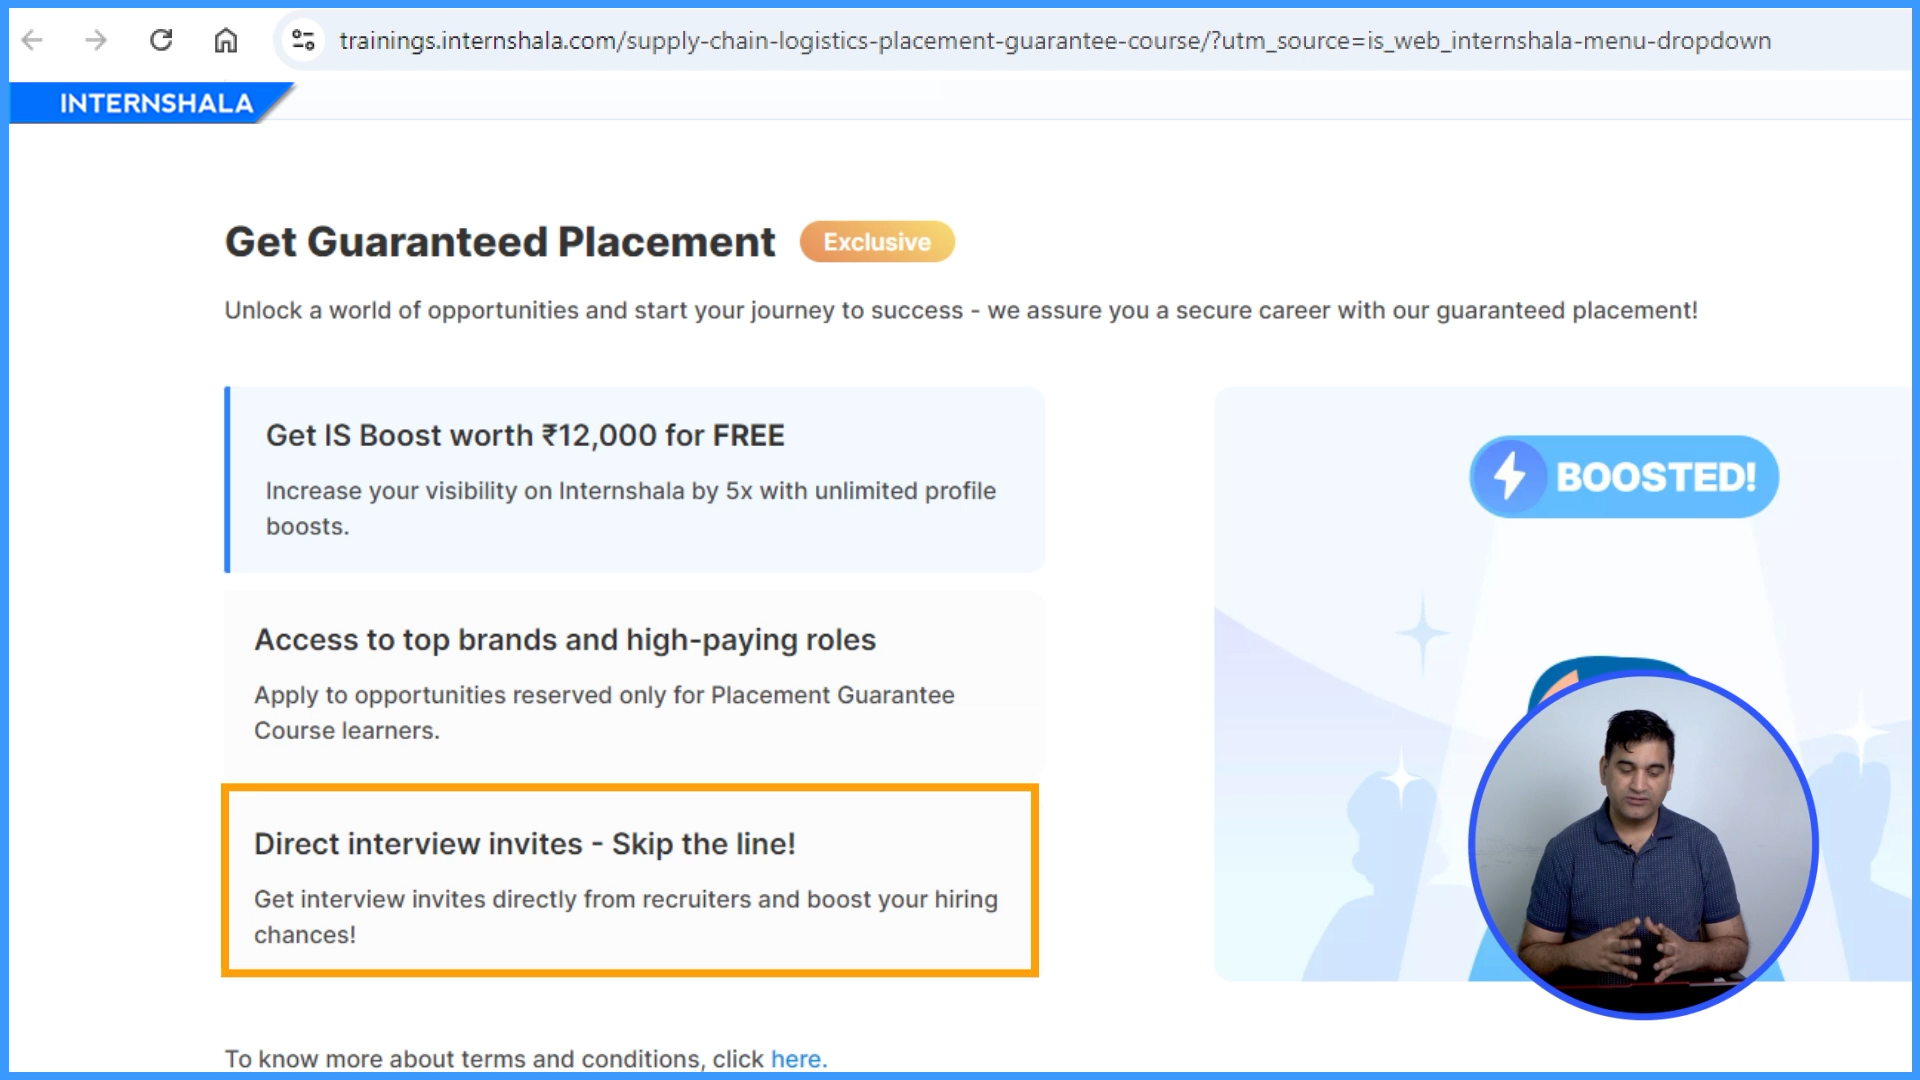 trainings.internshala.com/supply-chain-logistics-placement-guarantee-course/?utm_source=is_web_internshala-menu-dropdown
INTERNSHALA
Get Guaranteed Placement Exclusive
Unlock a world of opportunities and start your journey to success - we assure you a secure career with our guaranteed placement!
Get IS Boost worth ₹12,000 for FREE
Increase your visibility on Internshala by 5x with unlimited profile
boosts.
BOOSTED!
Access to top brands and high-paying roles
Apply to opportunities reserved only for Placement Guarantee
Course learners.
Direct interview invites - Skip the line!
Get interview invites directly from recruiters and boost your hiring
chances!
To know more about terms and conditions, click here.